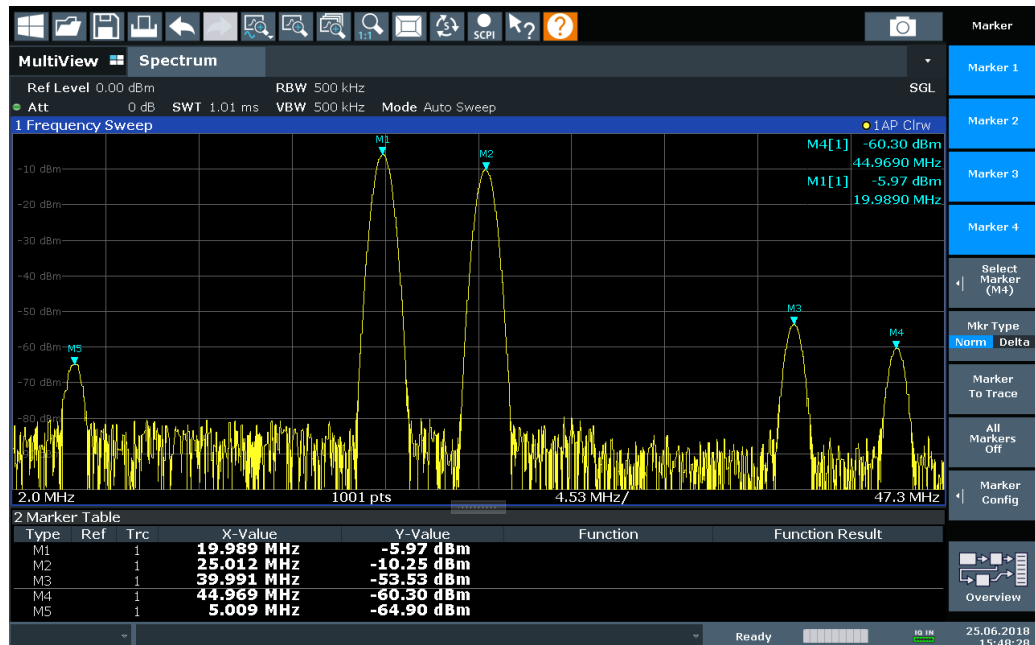 1:1
SCPI
?
?
Marker
MultiView Spectrum
Ref Level 0.00 dBm RBW 500 kHz SGL
Att 0 dB SWT 1.01 ms VBW 500 kHz Mode Auto Sweep
1 Frequency Sweep 1AP Clrw
M4[1] -60.30 dBm
44.9690 MHz
M1[1] -5.97 dBm
19.9890 MHz
M1
M2
M3
M4
M5
-10 dBm
-20 dBm
-30 dBm
-40 dBm
-50 dBm
-60 dBm
-70 dBm
-80 dBm
2.0 MHz 1001 pts 4.53 MHz/ 47.3 MHz
2 Marker Table
Type Ref Trc X-Value Y-Value Function Function Result
M1 1 19.989 MHz -5.97 dBm
M2 1 25.012 MHz -10.25 dBm
M3 1 39.991 MHz -53.53 dBm
M4 1 44.969 MHz -60.30 dBm
M5 1 5.009 MHz -64.90 dBm
Marker 1
Marker 2
Marker 3
Marker 4
Select
Marker
(M4)
Mkr Type
Norm Delta
Marker
To Trace
All
Markers
Off
Marker
Config
Overview
Ready IQ IN 25.06.2018
15:48:28